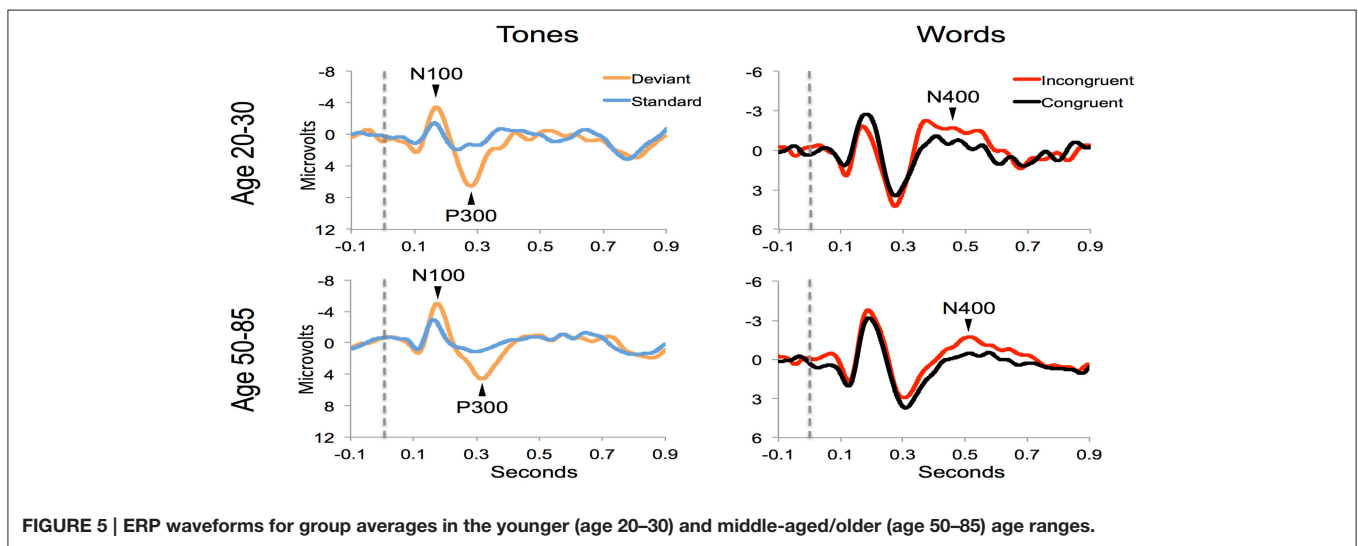 Tones
Words
Age 20-30
Microvolts
-8
-4
0
4
8
12
N100
P300
Deviant
Standard
-0.1 0.1 0.3 0.5 0.7 0.9
-6
-3
0
3
6
N400
Incongruent
Congruent
-0.1 0.1 0.3 0.5 0.7 0.9
Age 50-85
Microvolts
-8
-4
0
4
8
12
N100
P300
-0.1 0.1 0.3 0.5 0.7 0.9
Seconds
-6
-3
0
3
6
N400
-0.1 0.1 0.3 0.5 0.7 0.9
Seconds
FIGURE 5 | ERP waveforms for group averages in the younger (age 20–30) and middle-aged/older (age 50–85) age ranges.